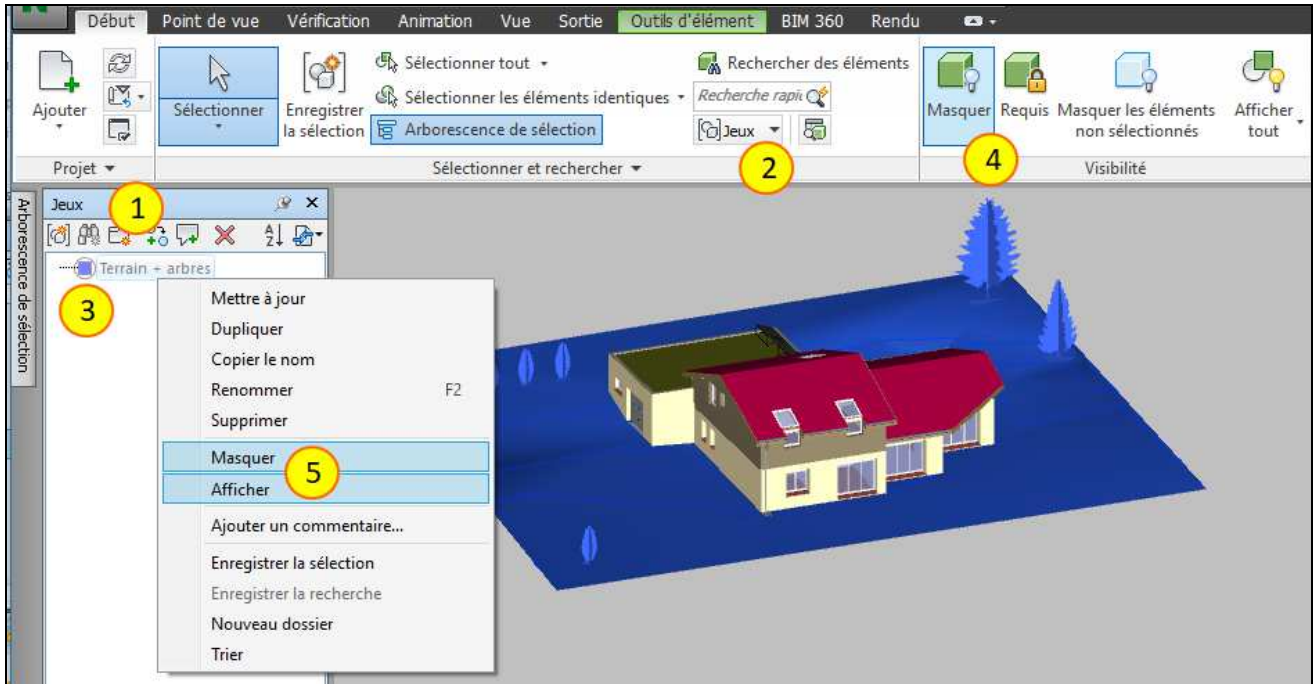 Début Point de vue Vérification Animation Vue Sortie Outils d'élément BIM 360 Rendu
Ajouter
Sélectionner
Enregistrer
la sélection
Sélectionner tout
Sélectionner les éléments identiques
Arborescence de sélection
Rechercher des éléments
Recherche
Jeux
2
Masquer
Requis
Masquer les éléments
non sélectionnés
Afficher
tout
4
Projet
Sélectionner et rechercher
Visibilité
Arborescence de sélection
Jeux
1
Terrain + arbres
3
Mettre à jour
Dupliquer
Copier le nom
Renommer F2
Supprimer
Masquer
5
Afficher
Ajouter un commentaire...
Enregistrer la sélection
Enregistrer la recherche
Nouveau dossier
Trier